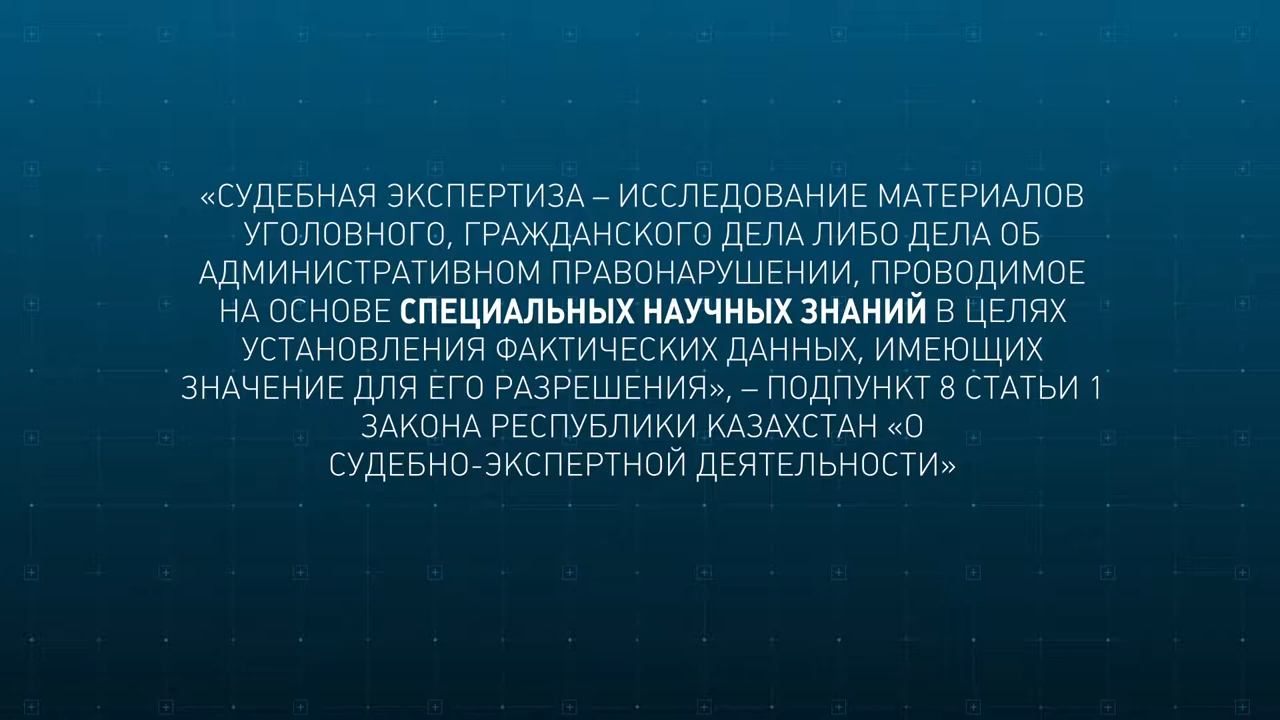 «СУДЕБНАЯ ЭКСПЕРТИЗА – ИССЛЕДОВАНИЕ МАТЕРИАЛОВ
УГОЛОВНОГО, ГРАЖДАНСКОГО ДЕЛА ЛИБО ДЕЛА ОБ
АДМИНИСТРАТИВНОМ ПРАВОНАРУШЕНИИ, ПРОВОДИМОЕ
НА ОСНОВЕ СПЕЦИАЛЬНЫХ НАУЧНЫХ ЗНАНИЙ В ЦЕЛЯХ
УСТАНОВЛЕНИЯ ФАКТИЧЕСКИХ ДАННЫХ, ИМЕЮЩИХ
ЗНАЧЕНИЕ ДЛЯ ЕГО РАЗРЕШЕНИЯ», – ПОДПУНКТ 8 СТАТЬИ 1
ЗАКОНА РЕСПУБЛИКИ КАЗАХСТАН «О
СУДЕБНО-ЭКСПЕРТНОЙ ДЕЯТЕЛЬНОСТИ»